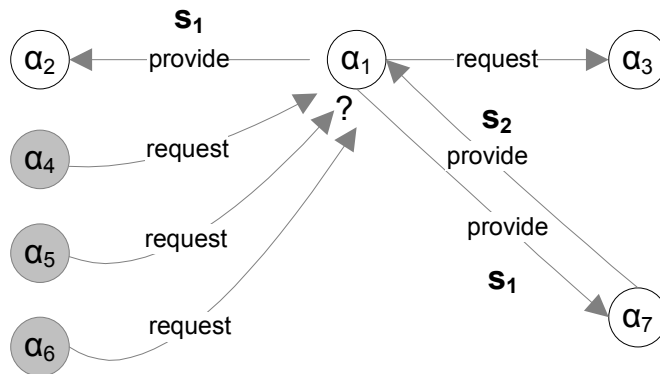 s₁
α₂ provide α₁ request α₃
?
α₄ request
s₂
provide
α₅ request
provide
s₁
α₆ request
α₇